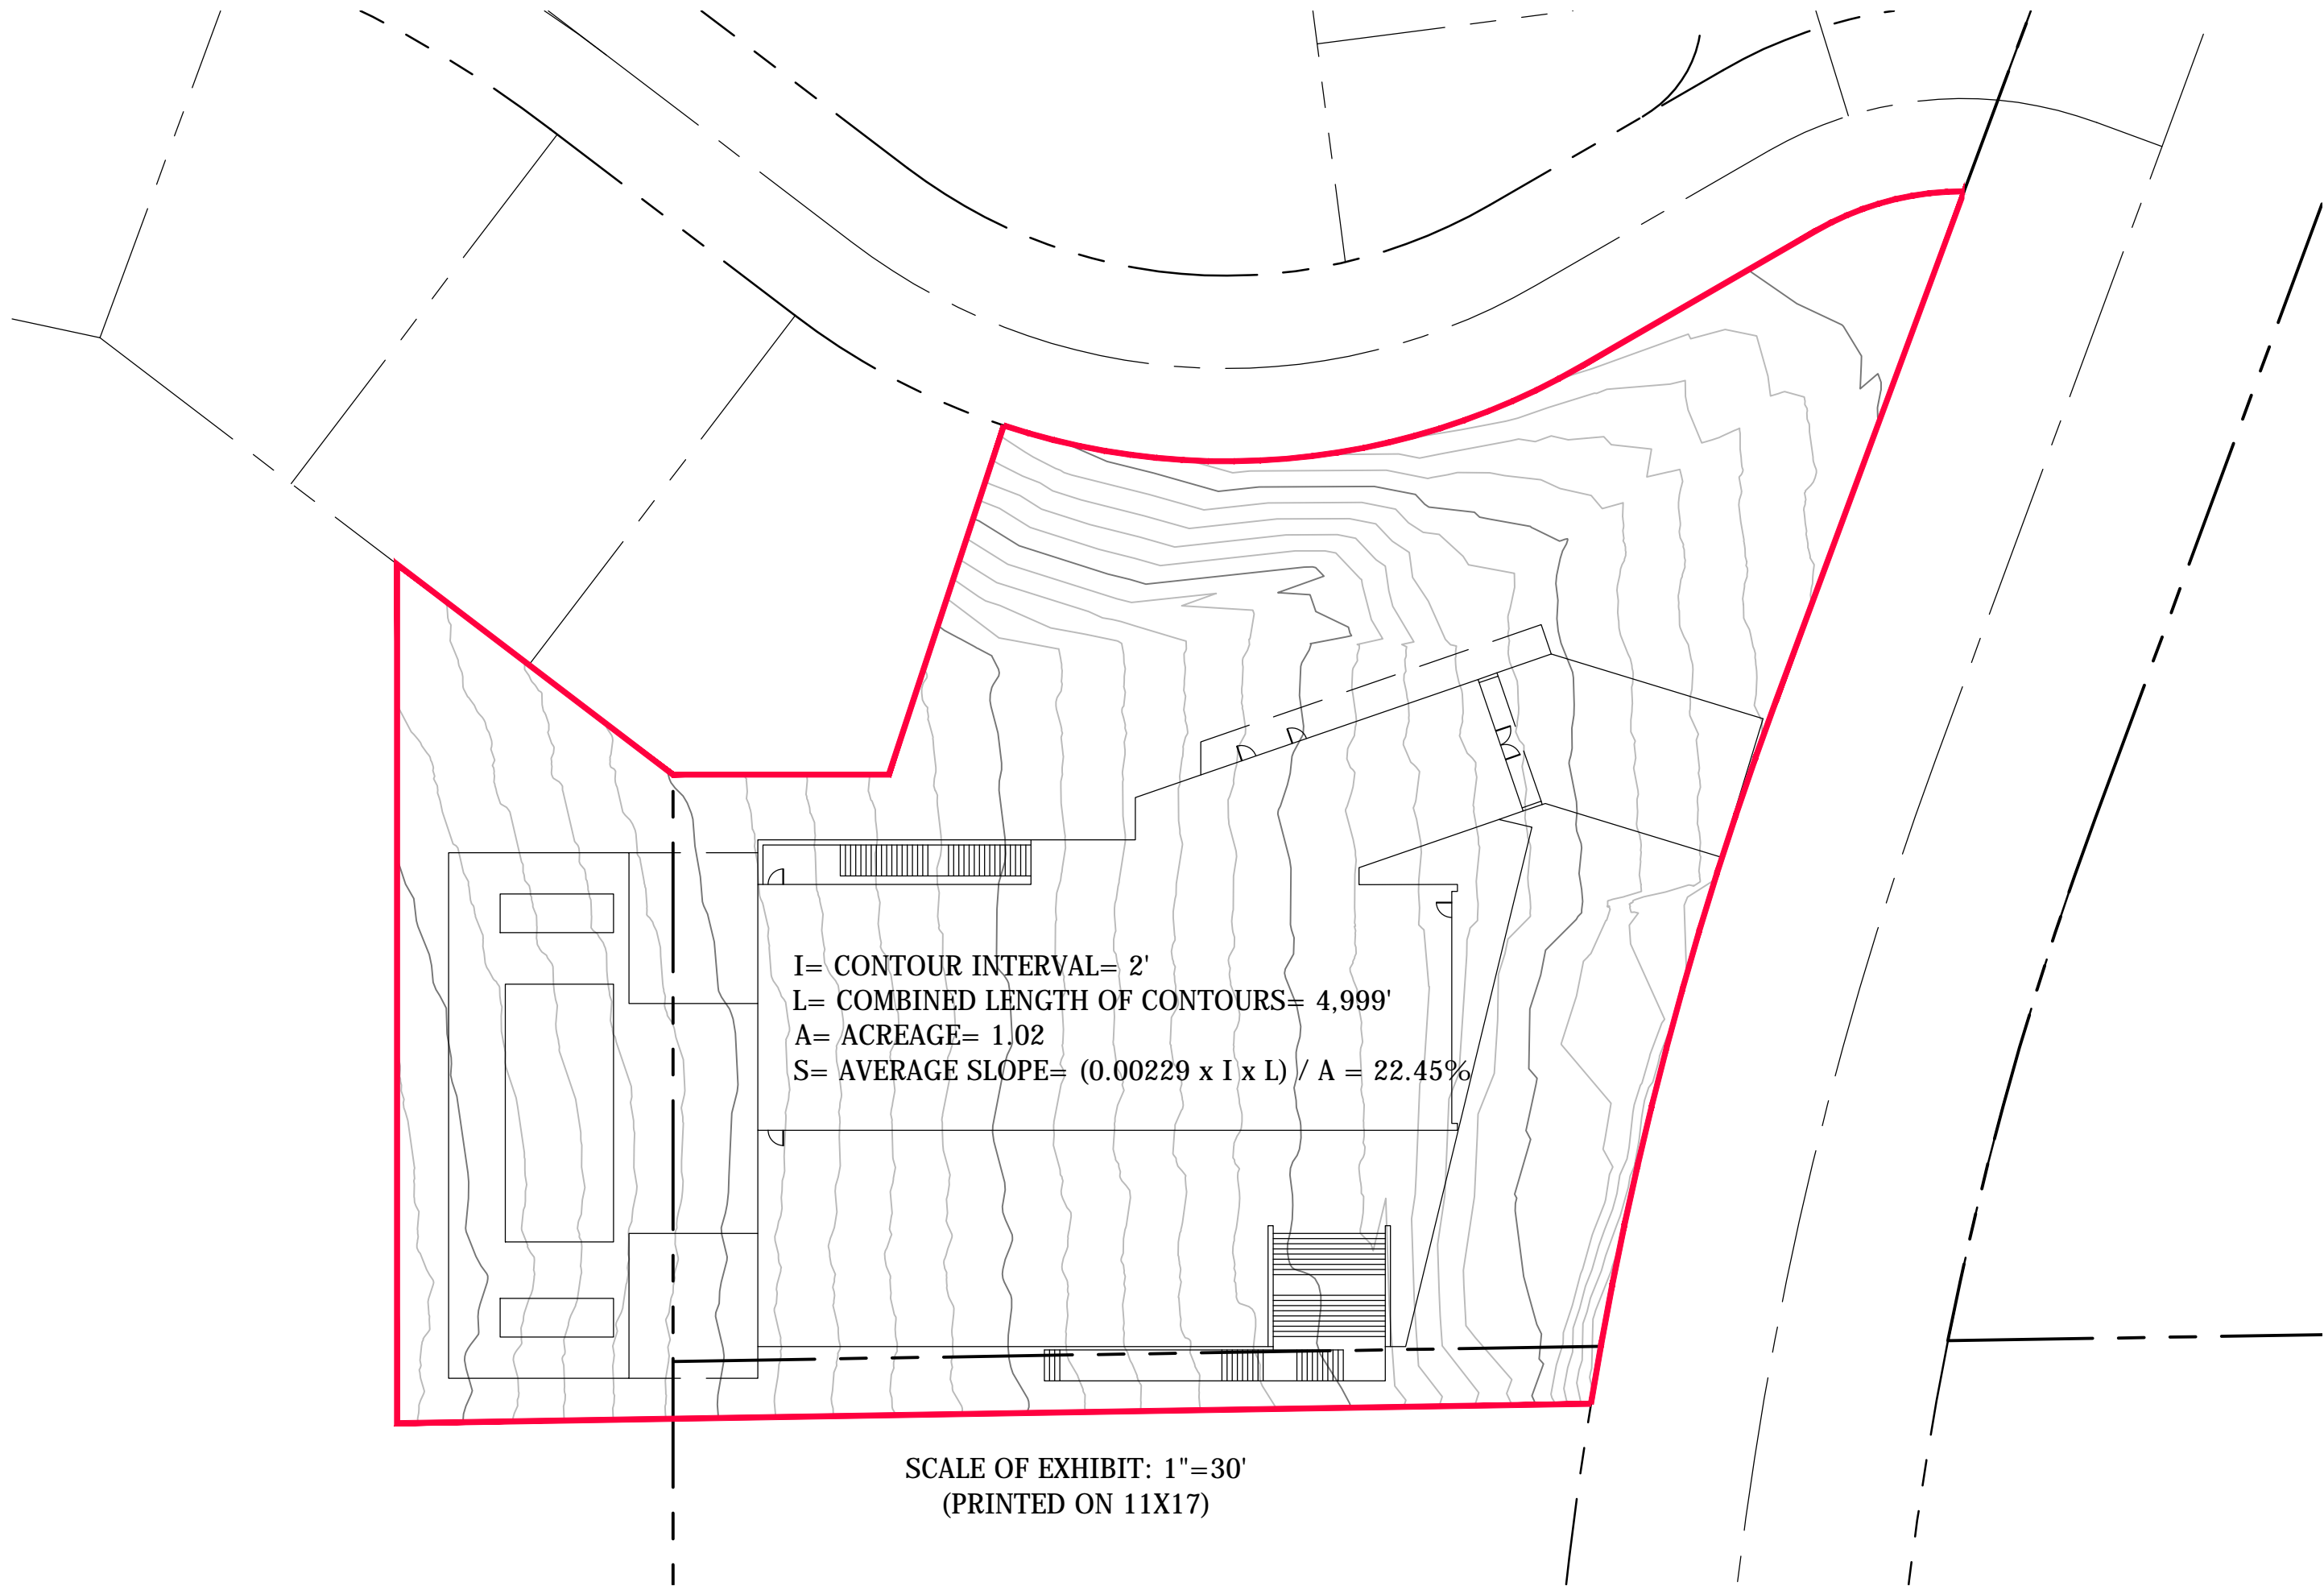 I= CONTOUR INTERVAL= 2'
L= COMBINED LENGTH OF CONTOURS= 4,999'
A= ACREAGE= 1.02
S= AVERAGE SLOPE= (0.00229 x I x L) / A = 22.45%
SCALE OF EXHIBIT: 1"=30'
(PRINTED ON 11X17)